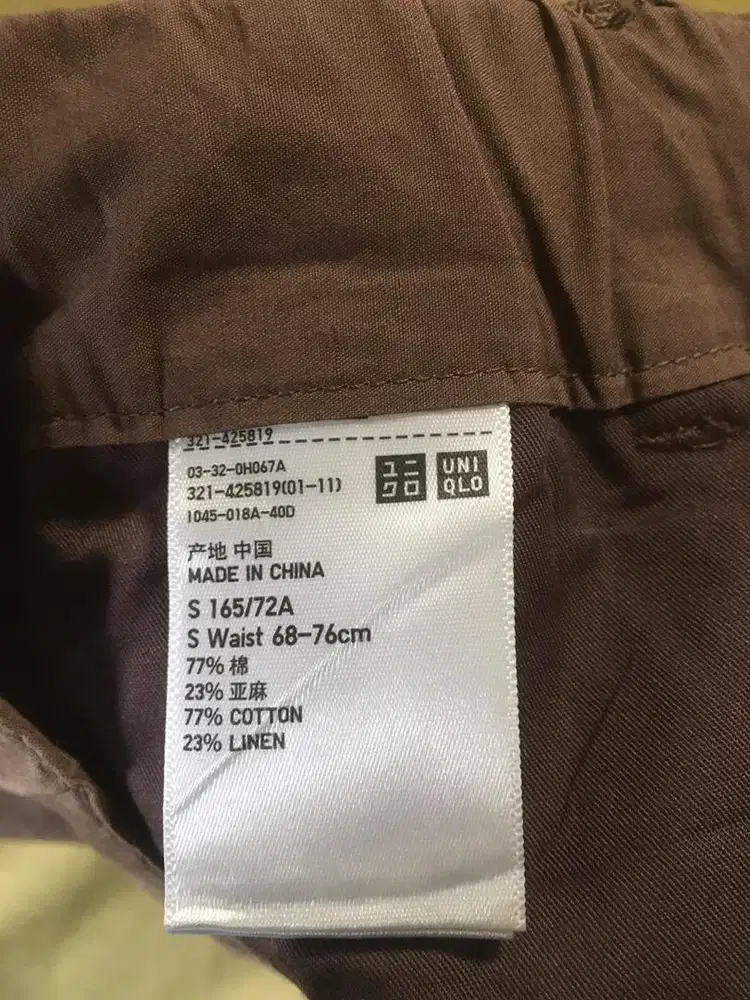 321-425819
03-32-0H067A
321-425819(01-11)
1045-018A-40D
ユニ
クロ
UNI
QLO
产地 中国
MADE IN CHINA
S 165/72A
S Waist 68-76cm
77% 棉
23% 亚麻
77% COTTON
23% LINEN